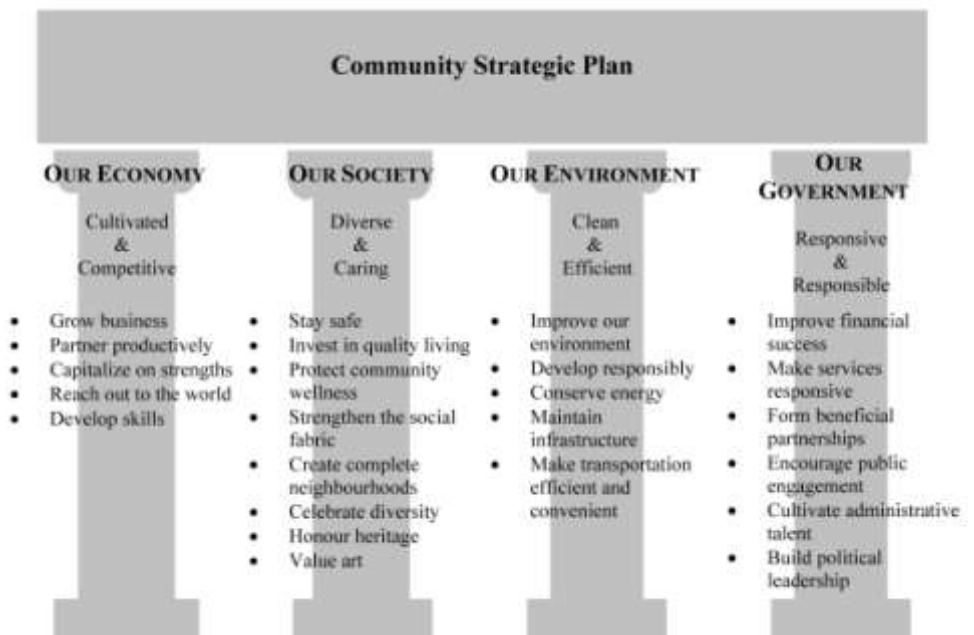 Community Strategic Plan
OUR ECONOMY
Cultivated
&
Competitive
• Grow business
• Partner productively
• Capitalize on strengths
• Reach out to the world
• Develop skills
OUR SOCIETY
Diverse
&
Caring
• Stay safe
• Invest in quality living
• Protect community
wellness
• Strengthen the social
fabric
• Create complete
neighbourhoods
• Celebrate diversity
• Honour heritage
• Value art
OUR ENVIRONMENT
Clean
&
Efficient
• Improve our
environment
• Develop responsibly
• Conserve energy
• Maintain
infrastructure
• Make transportation
efficient and
convenient
OUR
GOVERNMENT
Responsive
&
Responsible
• Improve financial
success
• Make services
responsive
• Form beneficial
partnerships
• Encourage public
engagement
• Cultivate administrative
talent
• Build political
leadership